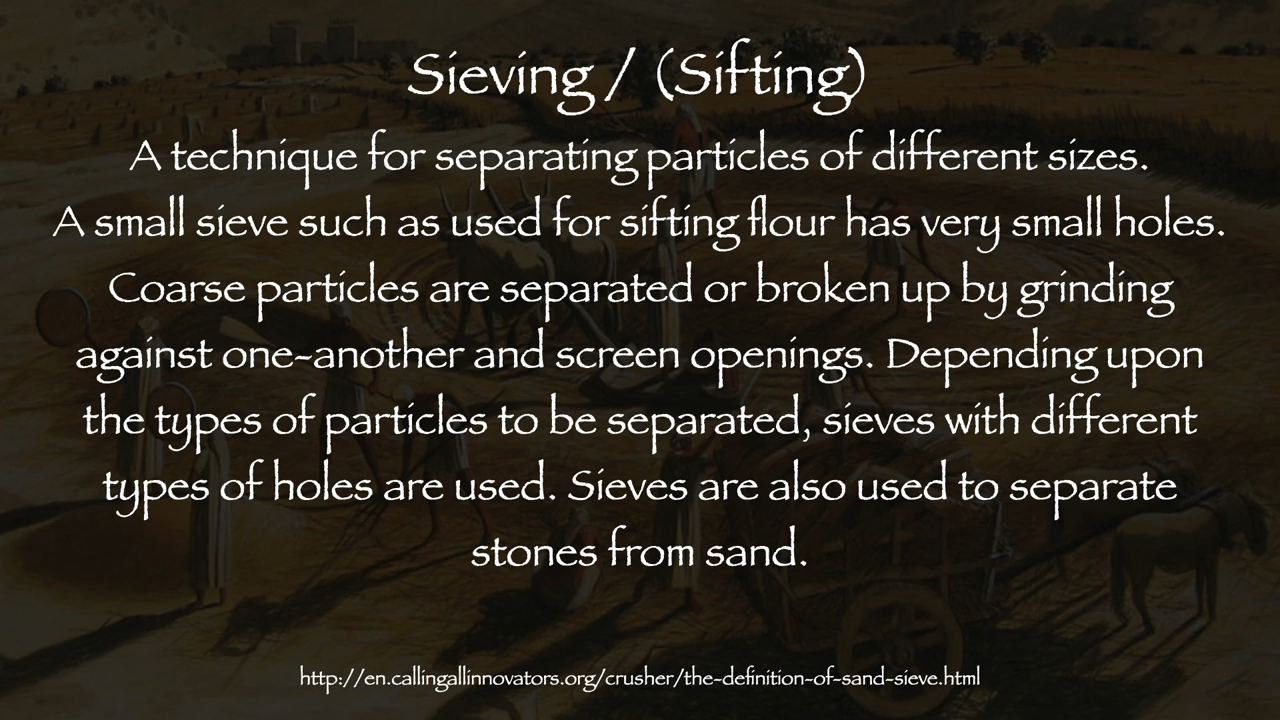 Sieving / (Sifting)
A technique for separating particles of different sizes.
A small sieve such as used for sifting flour has very small holes.
Coarse particles are separated or broken up by grinding
against one-another and screen openings. Depending upon
the types of particles to be separated, sieves with different
types of holes are used. Sieves are also used to separate
stones from sand.
http://en.callingallinnovators.org/crusher/the-definition-of-sand-sieve.html